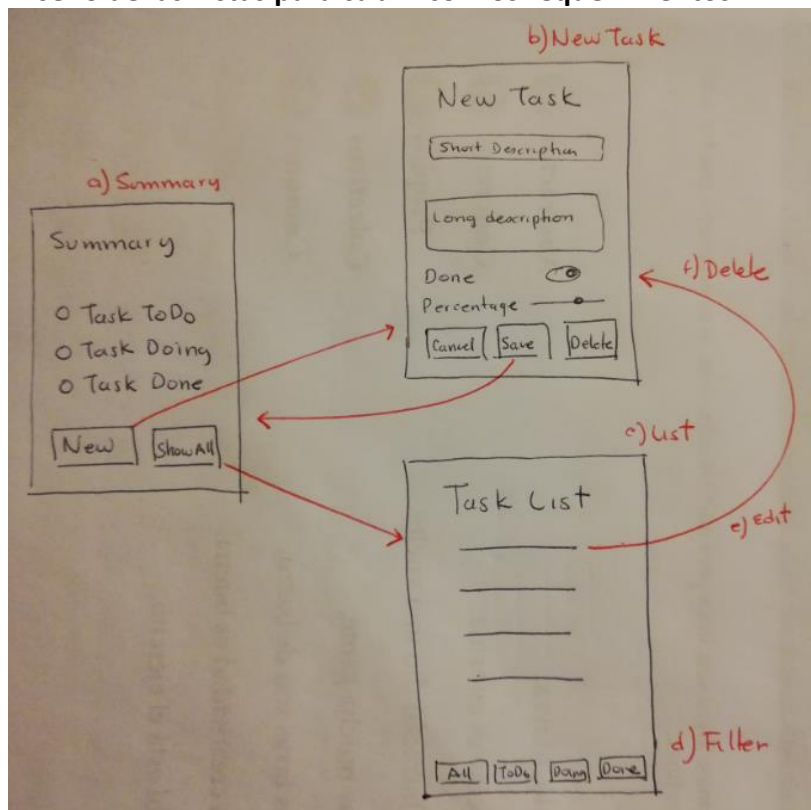 b) New Task
New Task
Short Description
Long description
Done
Percentage
Cancel Save Delete
f) Delete
a) Summary
Summary
Task ToDo
Task Doing
Task Done
New Show All
c) List
Task List
e) Edit
d) Filter
All ToDo Doing Done